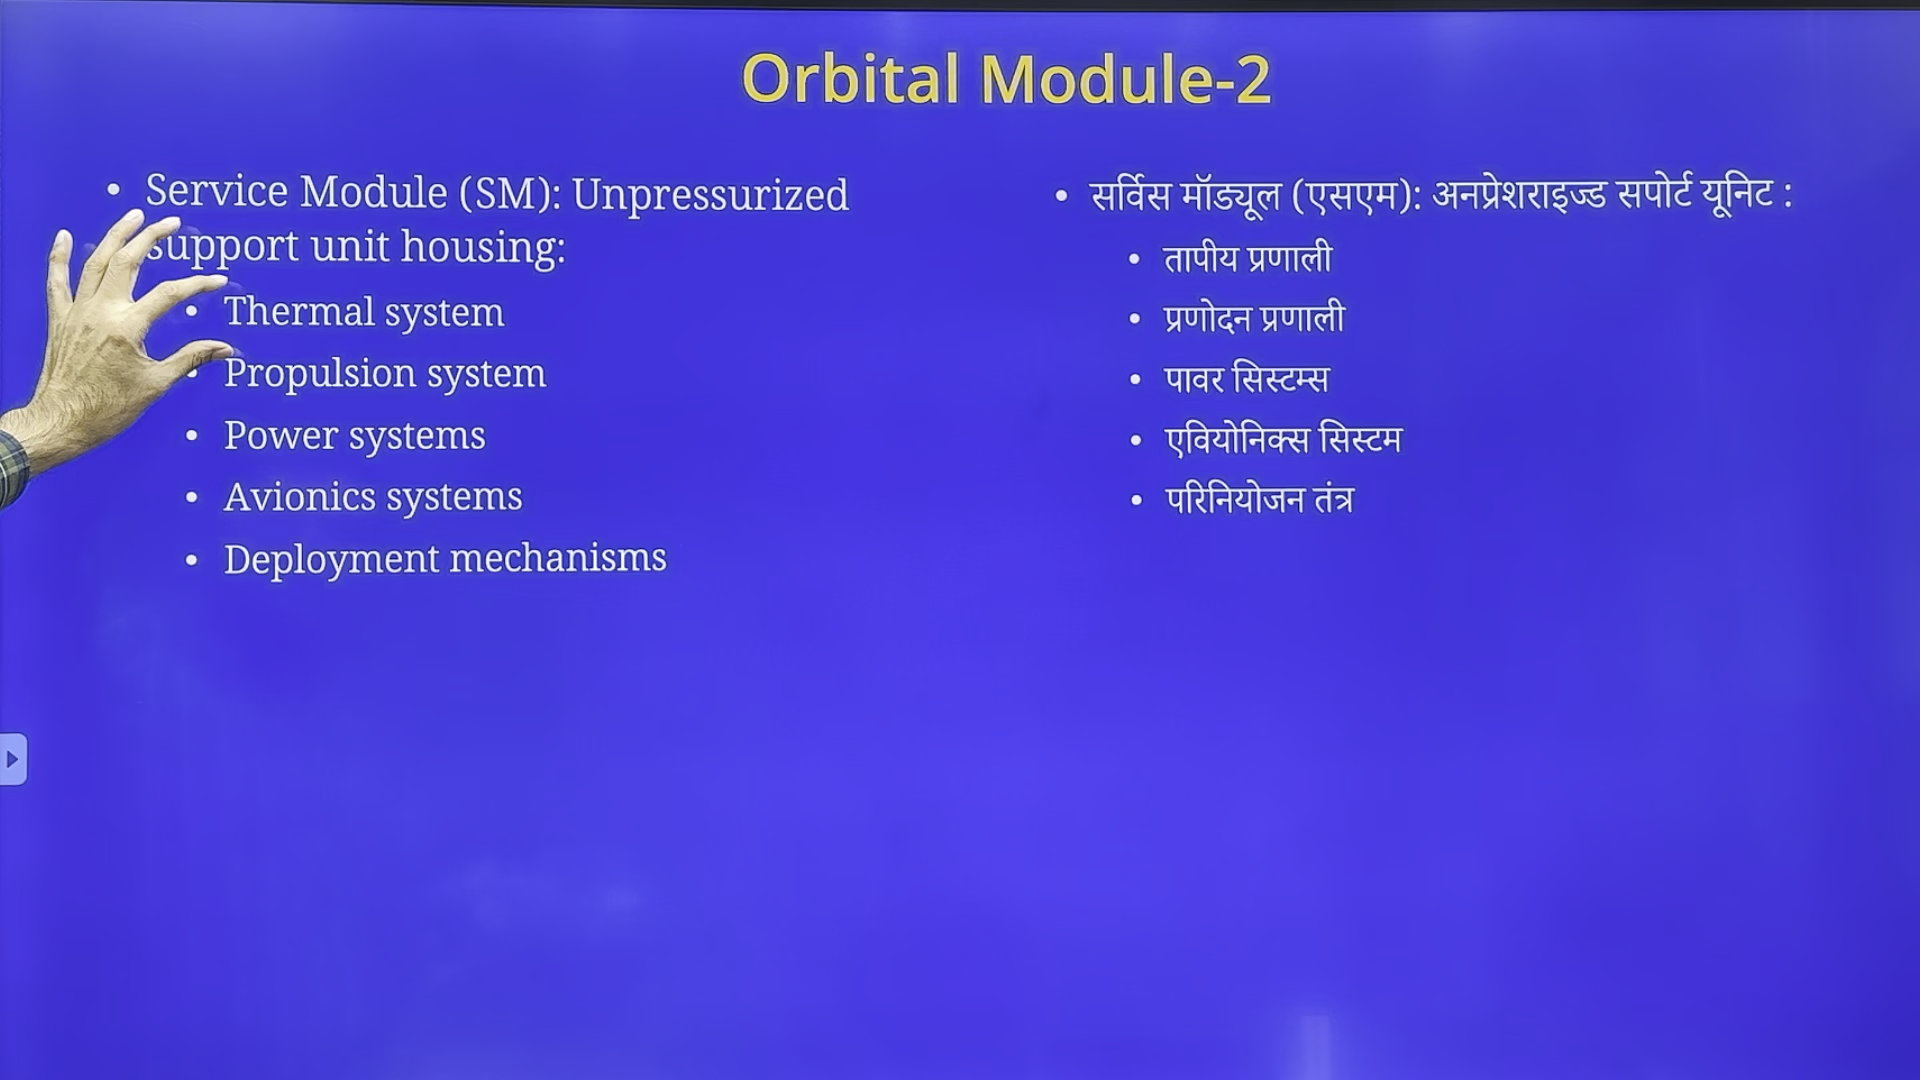 Orbital Module-2
• Service Module (SM): Unpressurized
support unit housing:
• Thermal system
• Propulsion system
• Power systems
• Avionics systems
• Deployment mechanisms
• सर्विस मॉड्यूल (एसएम): अनप्रेशराइज्ड सपोर्ट यूनिट :
• तापीय प्रणाली
• प्रणोदन प्रणाली
• पावर सिस्टम्स
• एवियोनिक्स सिस्टम
• परिनियोजन तंत्र